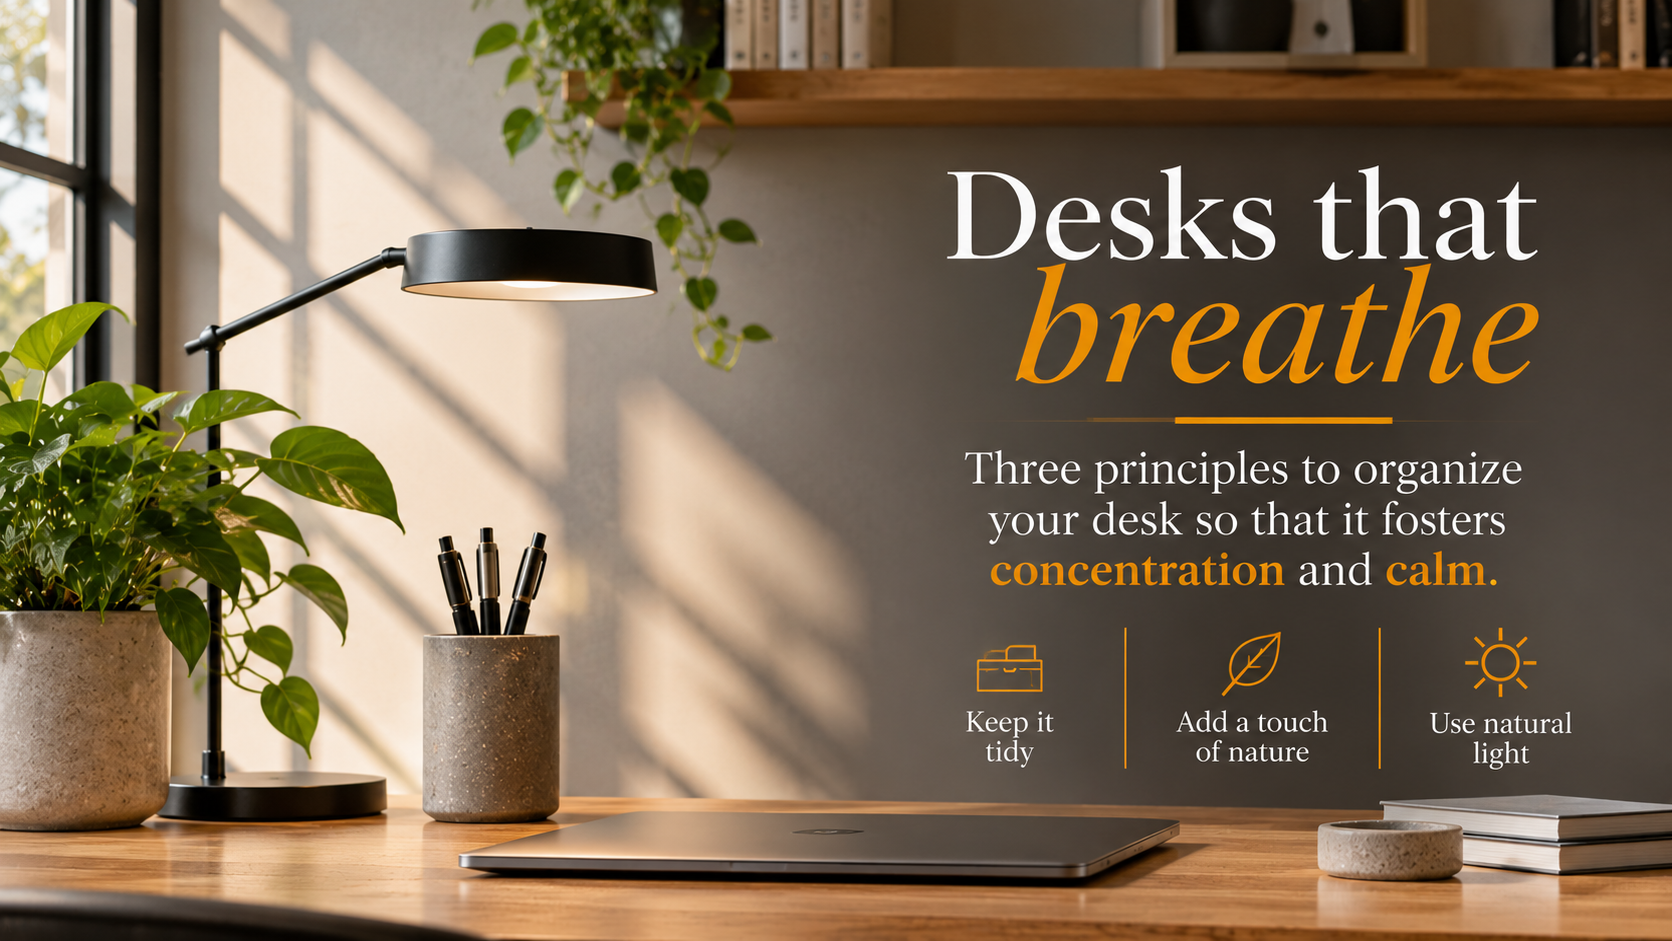 Desks that
breathe
Three principles to organize
your desk so that it fosters
concentration and calm.
Keep it
tidy
Add a touch
of nature
Use natural
light